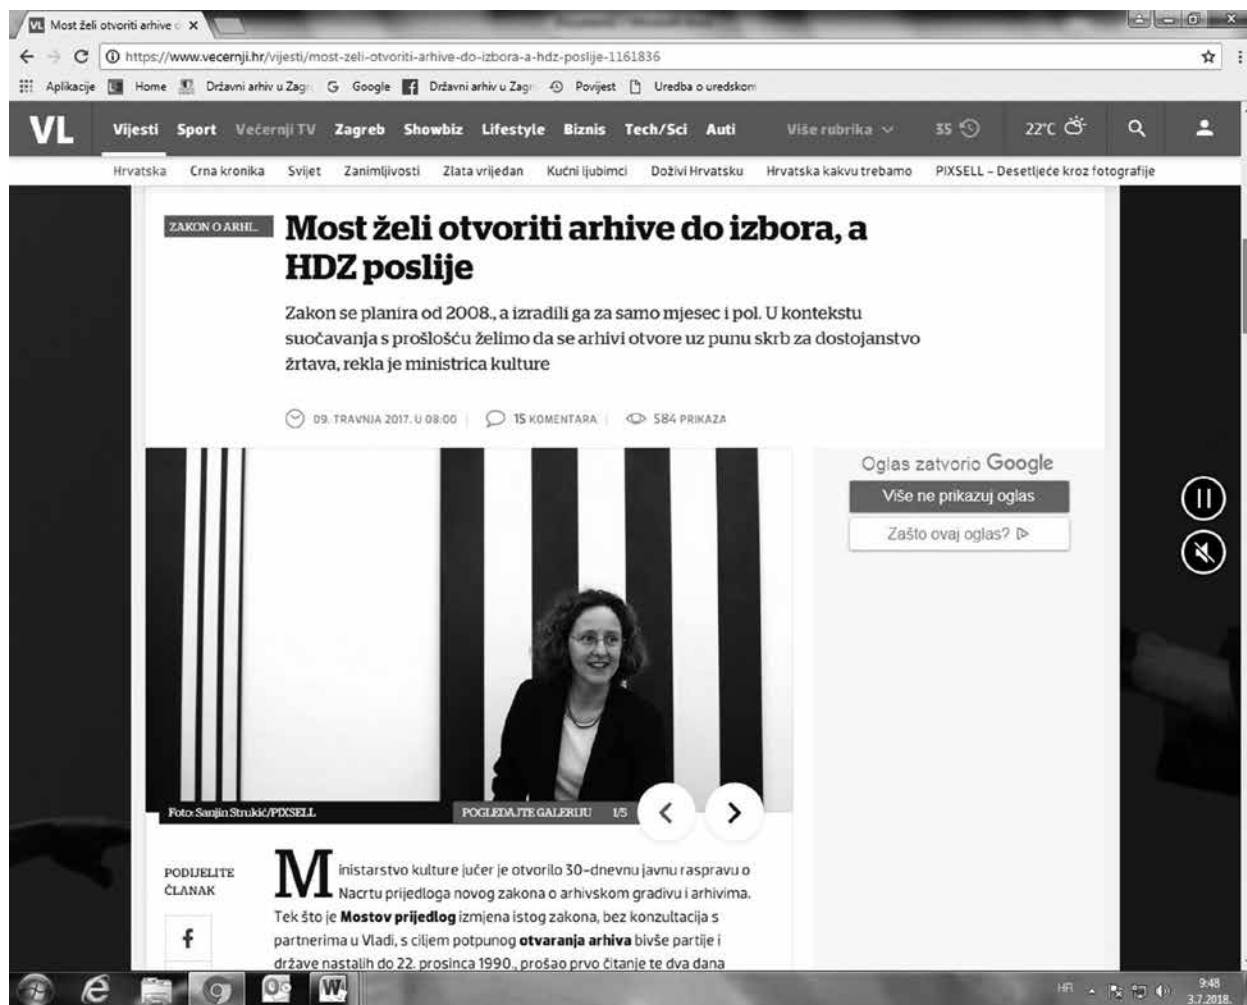 Most želi otvoriti arhive
https://www.vecernji.hr/vijesti/most-zeli-otvoriti-arhive-do-izbora-a-hdz-poslije-1161836
Aplikacije Home Državni arhiv u Zagr Google Državni arhiv u Zagr Povijest Uredba o uredskom
VL Vijesti Sport Večernji TV Zagreb Showbiz Lifestyle Biznis Tech/Sci Auti Više rubrika 35 22°C
Hrvatska Crna kronika Svijet Zanimljivosti Zlata vrijedan Kućni ljubimci Doživi Hrvatsku Hrvatska kakvu trebamo PIXSELL – Desetljeće kroz fotografije
ZAKON O ARHI...
Most želi otvoriti arhive do izbora, a
HDZ poslije
Zakon se planira od 2008., a izradili ga za samo mjesec i pol. U kontekstu
suočavanja s prošlošću želimo da se arhivi otvore uz punu skrb za dostojanstvo
žrtava, rekla je ministrica kulture
09. TRAVNJA 2017. U 08:00 15 KOMENTARA 584 PRIKAZA
Oglas zatvorio Google
Više ne prikazuj oglas
Zašto ovaj oglas?
Foto: Sanjin Strukić/PIXSELL POGLEDAJTE GALERIJU 1/5
PODIJELITE
ČLANAK
Ministarstvo kulture jučer je otvorilo 30-dnevnu javnu raspravu o
Nacrtu prijedloga novog zakona o arhivskom gradivu i arhivima.
Tek što je Mostov prijedlog izmjena istog zakona, bez konzultacija s
partnerima u Vladi, s ciljem potpunog otvaranja arhiva bivše partije i
države nastalih do 22. prosinca 1990., prošao prvo čitanje te dva dana
HR 9:48
3.7.2018.